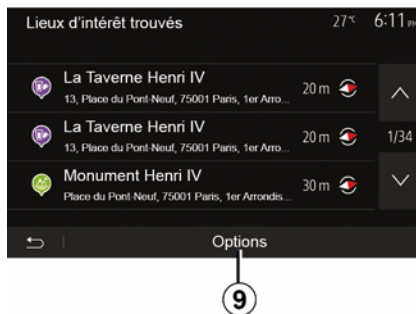 Lieux d'intérêt trouvés 27°C 6:11 PM
La Taverne Henri IV
13, Place du Pont-Neuf, 75001 Paris, 1er Arro... 20 m
La Taverne Henri IV
13, Place du Pont-Neuf, 75001 Paris, 1er Arro... 20 m 1/34
Monument Henri IV
Place du Pont-Neuf, 75001 Paris, 1er Arrondis... 30 m
Options
9